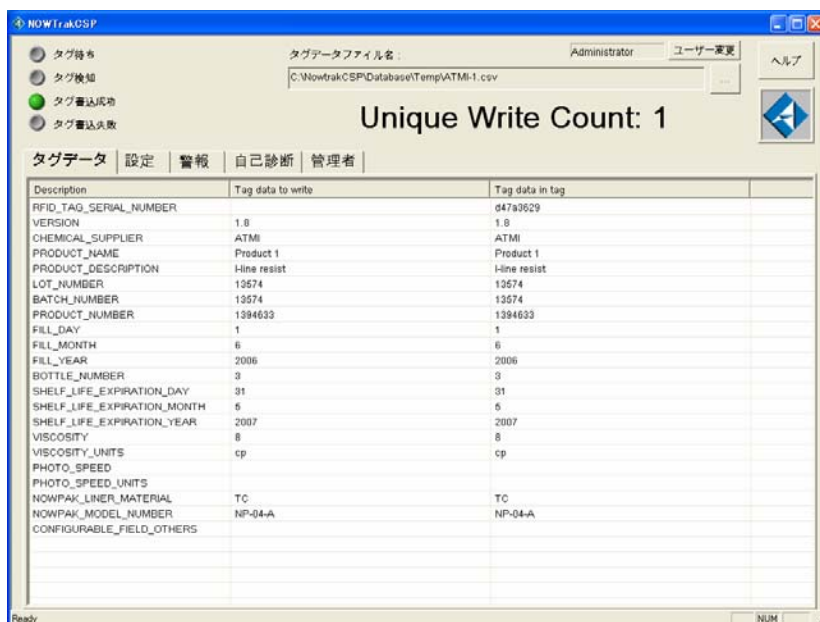 NOWTrakCSP
タグ待ち
タグデータファイル名 :
Administrator
ユーザー変更
ヘルプ
タグ検知
C:\NowtrakCSP\Database\Temp\ATMI-1.csv
...
タグ書込成功
タグ書込失敗
Unique Write Count: 1
タグデータ 設定 警報 自己診断 管理者
Description Tag data to write Tag data in tag
RFID_TAG_SERIAL_NUMBER d47a3629
VERSION 1.8 1.8
CHEMICAL_SUPPLIER ATMI ATMI
PRODUCT_NAME Product 1 Product 1
PRODUCT_DESCRIPTION I-line resist I-line resist
LOT_NUMBER 13574 13574
BATCH_NUMBER 13574 13574
PRODUCT_NUMBER 1394633 1394633
FILL_DAY 1 1
FILL_MONTH 6 6
FILL_YEAR 2006 2006
BOTTLE_NUMBER 3 3
SHELF_LIFE_EXPIRATION_DAY 31 31
SHELF_LIFE_EXPIRATION_MONTH 5 5
SHELF_LIFE_EXPIRATION_YEAR 2007 2007
VISCOSITY 8 8
VISCOSITY_UNITS cp cp
PHOTO_SPEED
PHOTO_SPEED_UNITS
NOWPAK_LINER_MATERIAL TC TC
NOWPAK_MODEL_NUMBER NP-04-A NP-04-A
CONFIGURABLE_FIELD_OTHERS
Ready NUM